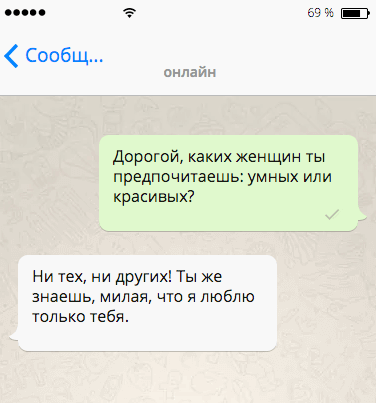 69 %
Сообщ...
онлайн
Дорогой, каких женщин ты
предпочитаешь: умных или
красивых?
Ни тех, ни других! Ты же
знаешь, милая, что я люблю
только тебя.